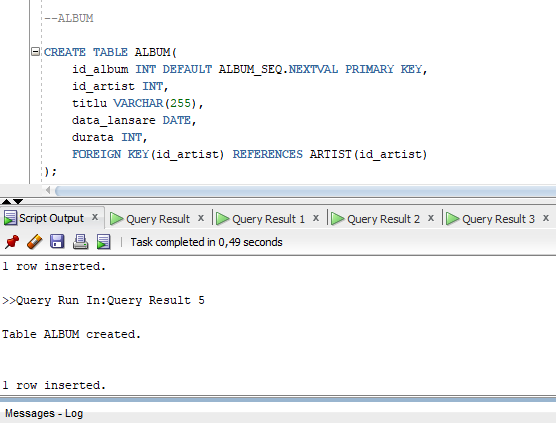 --ALBUM
CREATE TABLE ALBUM(
id_album INT DEFAULT ALBUM_SEQ.NEXTVAL PRIMARY KEY,
id_artist INT,
titlu VARCHAR(255),
data_lansare DATE,
durata INT,
FOREIGN KEY(id_artist) REFERENCES ARTIST(id_artist)
);
Script Output x Query Result x Query Result 1 x Query Result 2 x Query Result 3 x
Task completed in 0,49 seconds
1 row inserted.
>>Query Run In:Query Result 5
Table ALBUM created.
1 row inserted.
Messages - Log